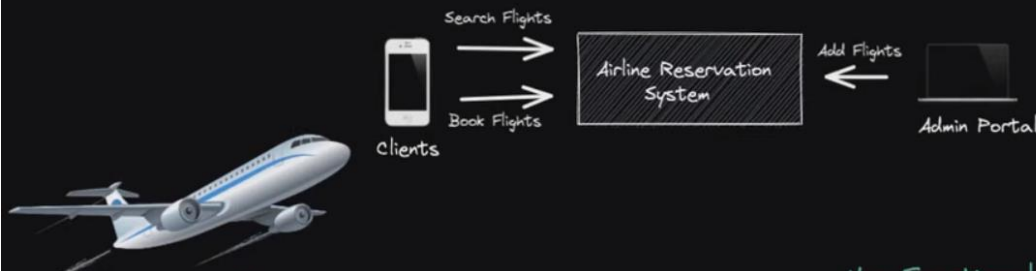 Search Flights
Book Flights
Clients
Airline Reservation
System
Add Flights
Admin Portal